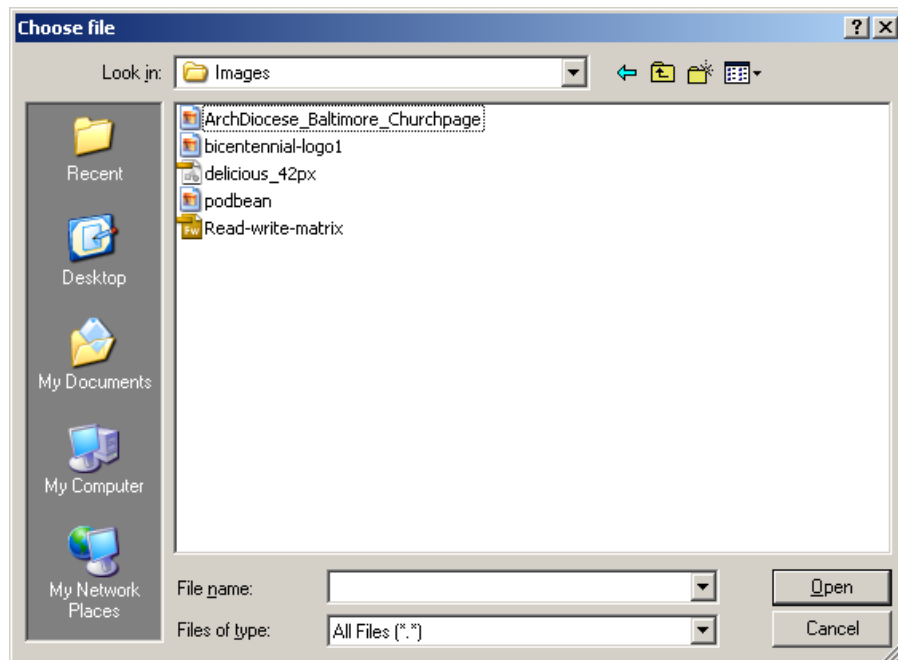 Choose file
Look in:
Images
ArchDiocese_Baltimore_Churchpage
bicentennial-logo1
delicious_42px
podbean
Fw Read-write-matrix
Recent
Desktop
My Documents
My Computer
My Network
Places
File name:
Open
Files of type:
All Files (*.*)
Cancel